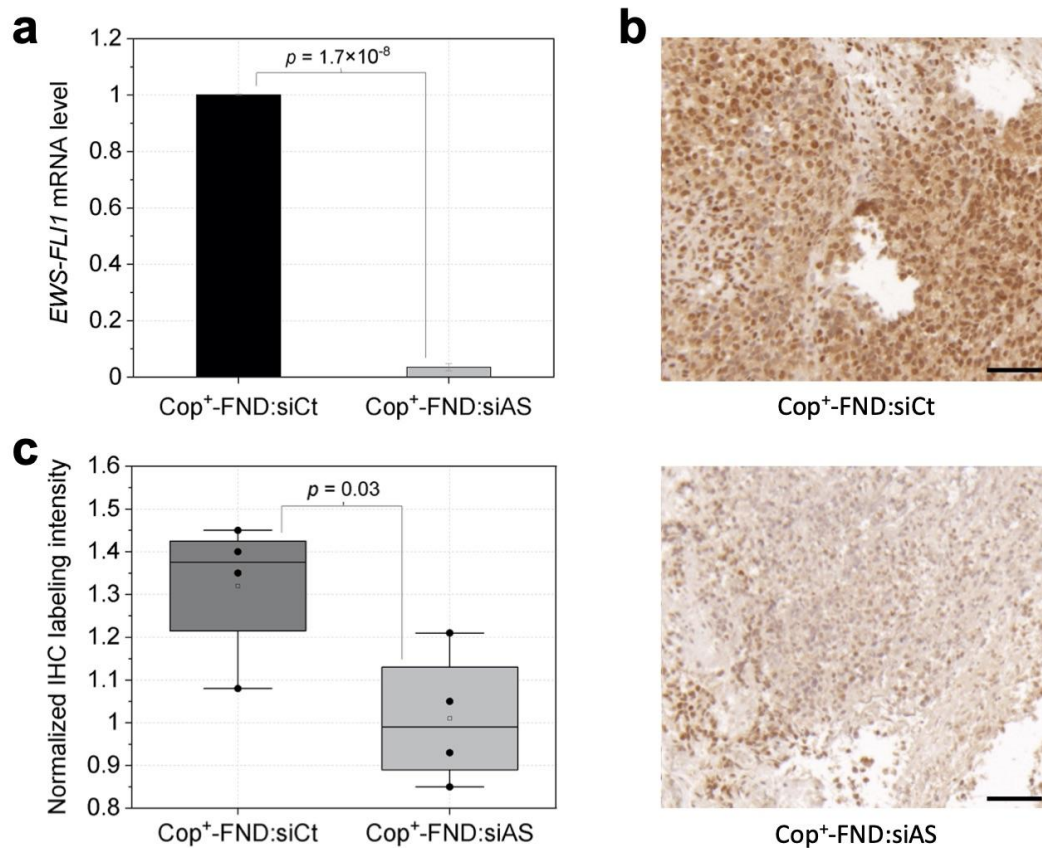 a
1.2
1
0.8
0.6
0.4
0.2
0
EWS-FLI1 mRNA level
p = 1.7×10⁻⁸
Cop⁺-FND:siCt
Cop⁺-FND:siAS
b
Cop⁺-FND:siCt
c
1.6
1.5
1.4
1.3
1.2
1.1
1
0.9
0.8
Normalized IHC labeling intensity
p = 0.03
Cop⁺-FND:siCt
Cop⁺-FND:siAS
Cop⁺-FND:siAS